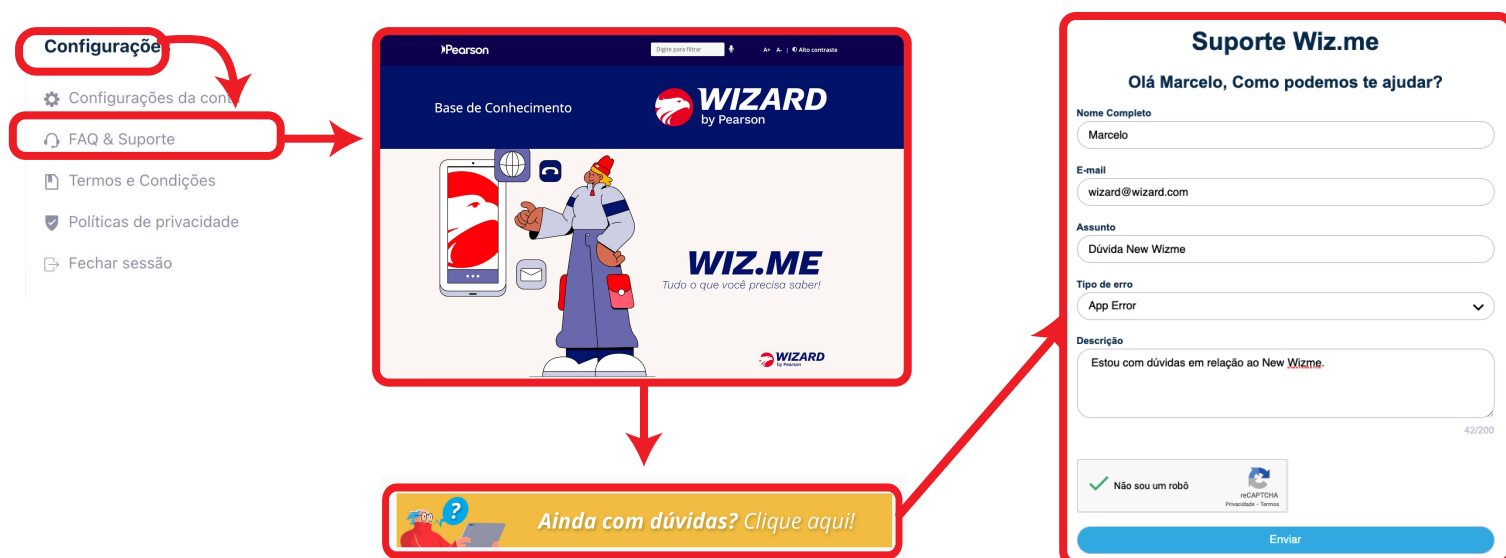 Configurações
Configurações da conta
FAQ & Suporte
Termos e Condições
Políticas de privacidade
Fechar sessão
Pearson
Digite para filtrar
A+ A- | Alto contraste
Base de Conhecimento
WIZARD
by Pearson
WIZ.ME
Tudo o que você precisa saber!
WIZARD
by Pearson
?
Ainda com dúvidas? Clique aqui!
Suporte Wiz.me
Olá Marcelo, Como podemos te ajudar?
Nome Completo
Marcelo
E-mail
wizard@wizard.com
Assunto
Dúvida New Wizme
Tipo de erro
App Error
Descrição
Estou com dúvidas em relação ao New Wizme.
42/200
Não sou um robô
reCAPTCHA
Privacidade - Termos
Enviar